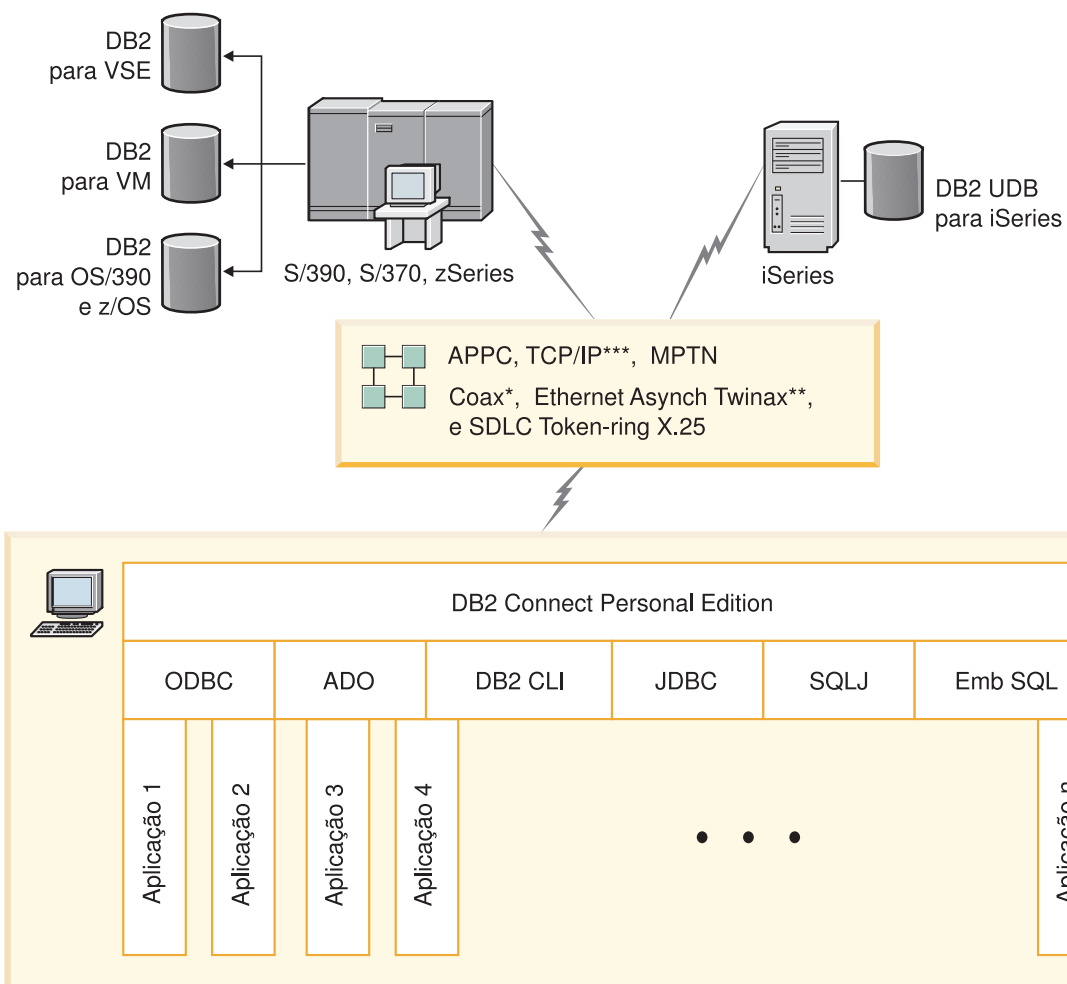 DB2
para VSE
DB2
para VM
DB2
para OS/390
e z/OS
S/390, S/370, zSeries
iSeries
DB2 UDB
para iSeries
APPC, TCP/IP***, MPTN
Coax*, Ethernet Asynch Twinax**,
e SDLC Token-ring X.25
DB2 Connect Personal Edition
ODBC
ADO
DB2 CLI
JDBC
SQLJ
Emb SQL
Aplicação 1
Aplicação 2
Aplicação 3
Aplicação 4
• • •
Aplicação n